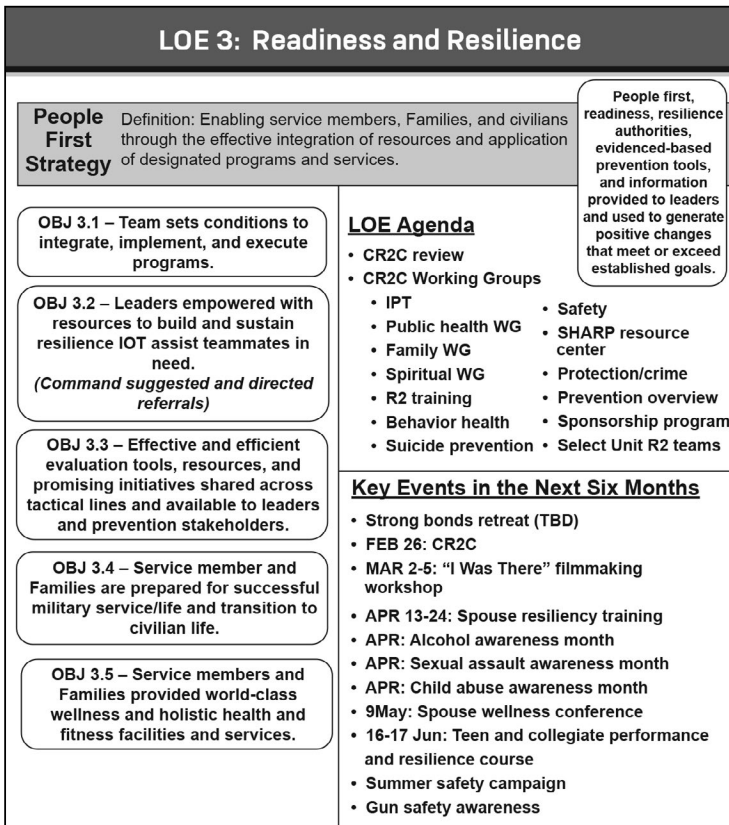 LOE 3: Readiness and Resilience
People
First
Strategy
Definition: Enabling service members, Families, and civilians
through the effective integration of resources and application
of designated programs and services.
People first,
readiness, resilience
authorities,
evidenced-based
prevention tools,
and information
provided to leaders
and used to generate
positive changes
that meet or exceed
established goals.
OBJ 3.1 – Team sets conditions to
integrate, implement, and execute
programs.
OBJ 3.2 – Leaders empowered with
resources to build and sustain
resilience IOT assist teammates in
need.
(Command suggested and directed
referrals)
OBJ 3.3 – Effective and efficient
evaluation tools, resources, and
promising initiatives shared across
tactical lines and available to leaders
and prevention stakeholders.
OBJ 3.4 – Service member and
Families are prepared for successful
military service/life and transition to
civilian life.
OBJ 3.5 – Service members and
Families provided world-class
wellness and holistic health and
fitness facilities and services.
LOE Agenda
• CR2C review
• CR2C Working Groups
• IPT
• Public health WG
• Family WG
• Spiritual WG
• R2 training
• Behavior health
• Suicide prevention
• Safety
• SHARP resource
center
• Protection/crime
• Prevention overview
• Sponsorship program
• Select Unit R2 teams
Key Events in the Next Six Months
• Strong bonds retreat (TBD)
• FEB 26: CR2C
• MAR 2-5: “I Was There” filmmaking
workshop
• APR 13-24: Spouse resiliency training
• APR: Alcohol awareness month
• APR: Sexual assault awareness month
• APR: Child abuse awareness month
• 9May: Spouse wellness conference
• 16-17 Jun: Teen and collegiate performance
and resilience course
• Summer safety campaign
• Gun safety awareness